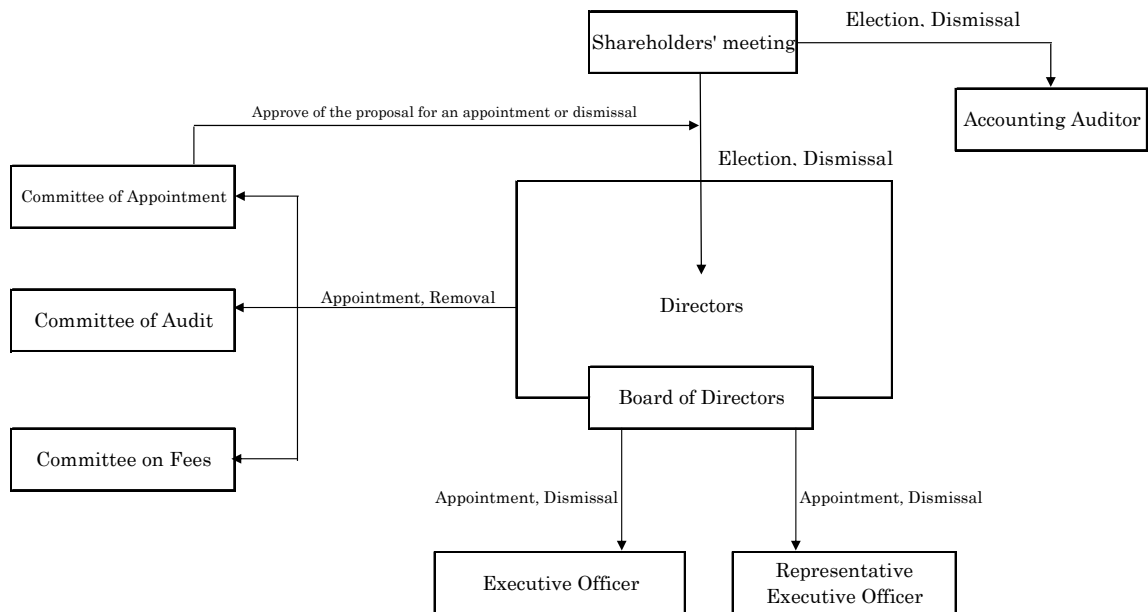 Election, Dismissal
Shareholders' meeting
Approve of the proposal for an appointment or dismissal
Accounting Auditor
Election, Dismissal
Committee of Appointment
Appointment, Removal
Directors
Committee of Audit
Board of Directors
Committee on Fees
Appointment, Dismissal
Appointment, Dismissal
Executive Officer
Representative
Executive Officer